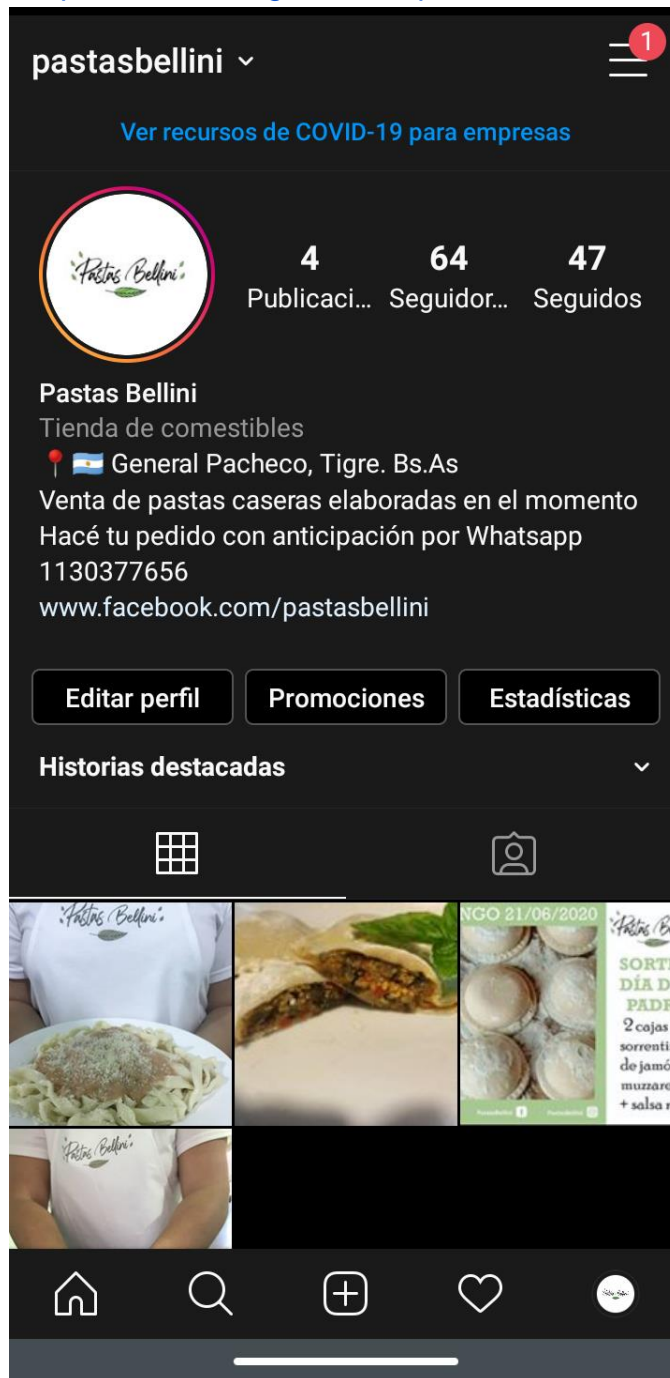 pastasbellini
1
Ver recursos de COVID-19 para empresas
Pastas Bellini
4
Publicaci...
64
Seguidor...
47
Seguidos
Pastas Bellini
Tienda de comestibles
General Pacheco, Tigre. Bs.As
Venta de pastas caseras elaboradas en el momento
Hacé tu pedido con anticipación por Whatsapp
1130377656
www.facebook.com/pastasbellini
Editar perfil
Promociones
Estadísticas
Historias destacadas
Pastas Bellini
NGO 21/06/2020
Pastas B
SORT
DÍA D
PADR
2 cajas
sorrenti
de jamó
muzzare
+ salsa r
Pastas Bellini